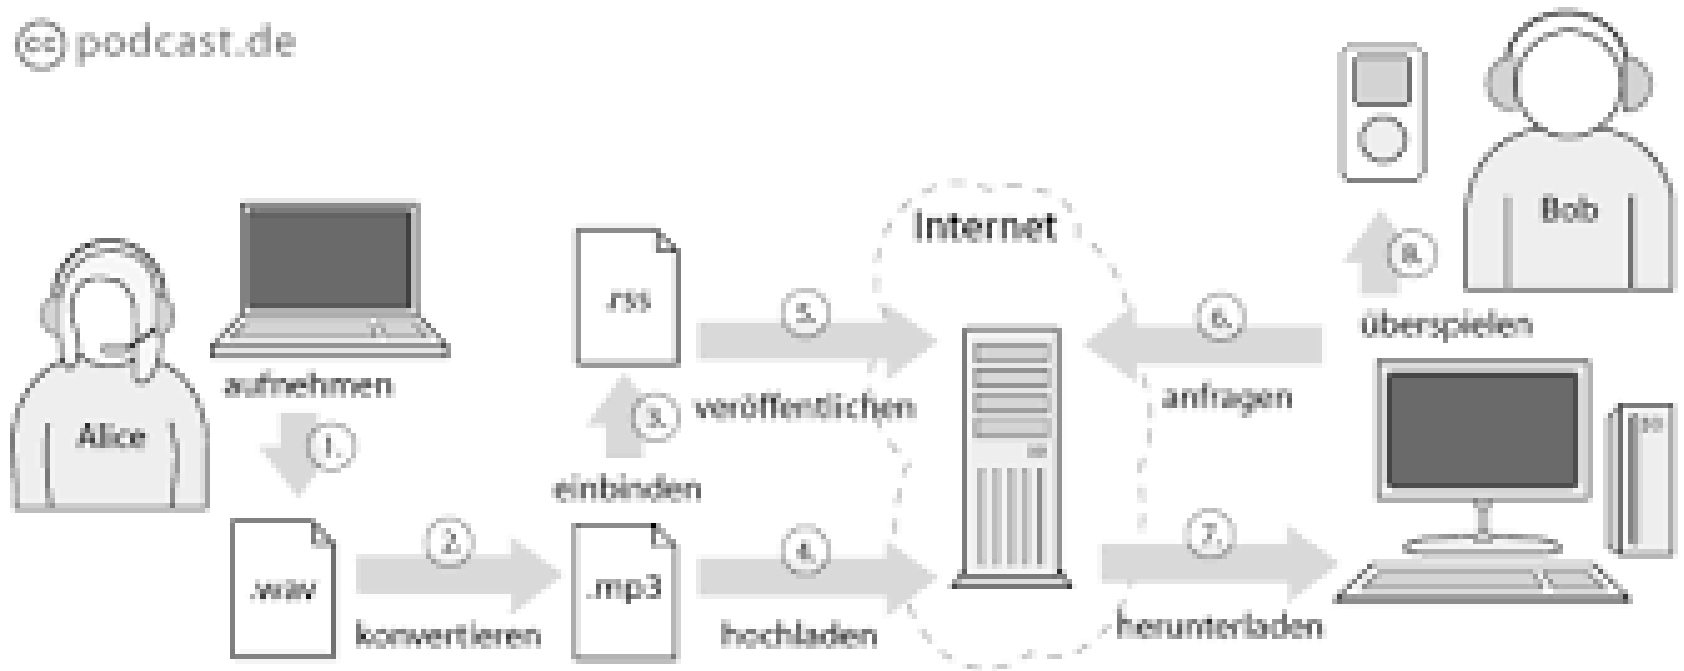 cc podcast.de
Alice
aufnehmen
1.
.wav
2.
konvertieren
.mp3
einbinden
3.
.rss
4.
hochladen
5.
veröffentlichen
Internet
6.
anfragen
7.
herunterladen
8.
überspielen
Bob